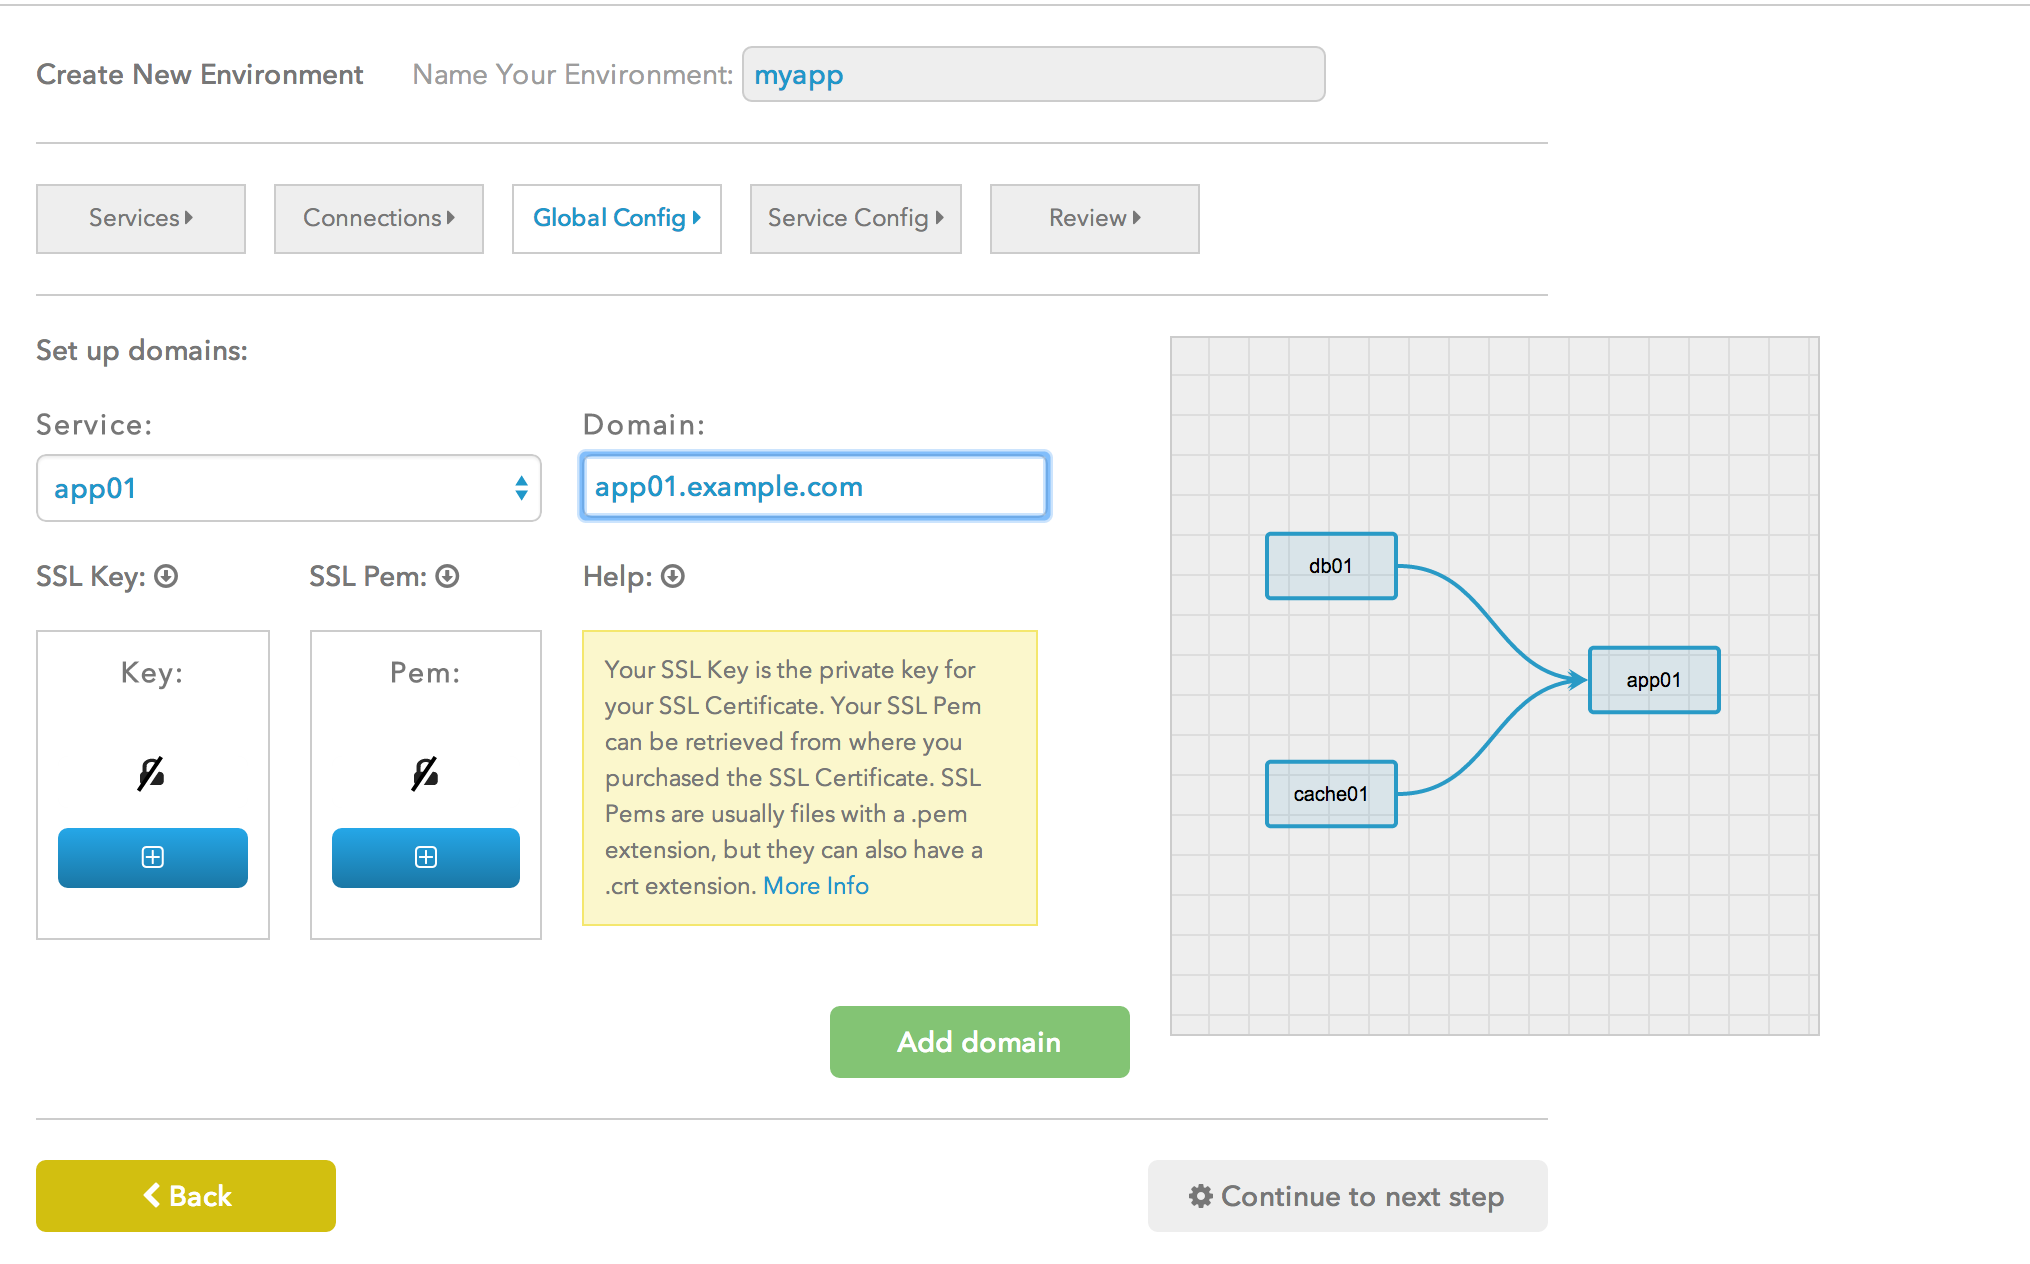 Create New Environment
Name Your Environment: myapp
Services
Connections
Global Config
Service Config
Review
Set up domains:
Service:
Domain:
app01
app01.example.com
SSL Key:
SSL Pem:
Help:
Key:
Pem:
Your SSL Key is the private key for
your SSL Certificate. Your SSL Pem
can be retrieved from where you
purchased the SSL Certificate. SSL
Pems are usually files with a .pem
extension, but they can also have a
.crt extension. More Info
db01
app01
cache01
Add domain
Back
Continue to next step